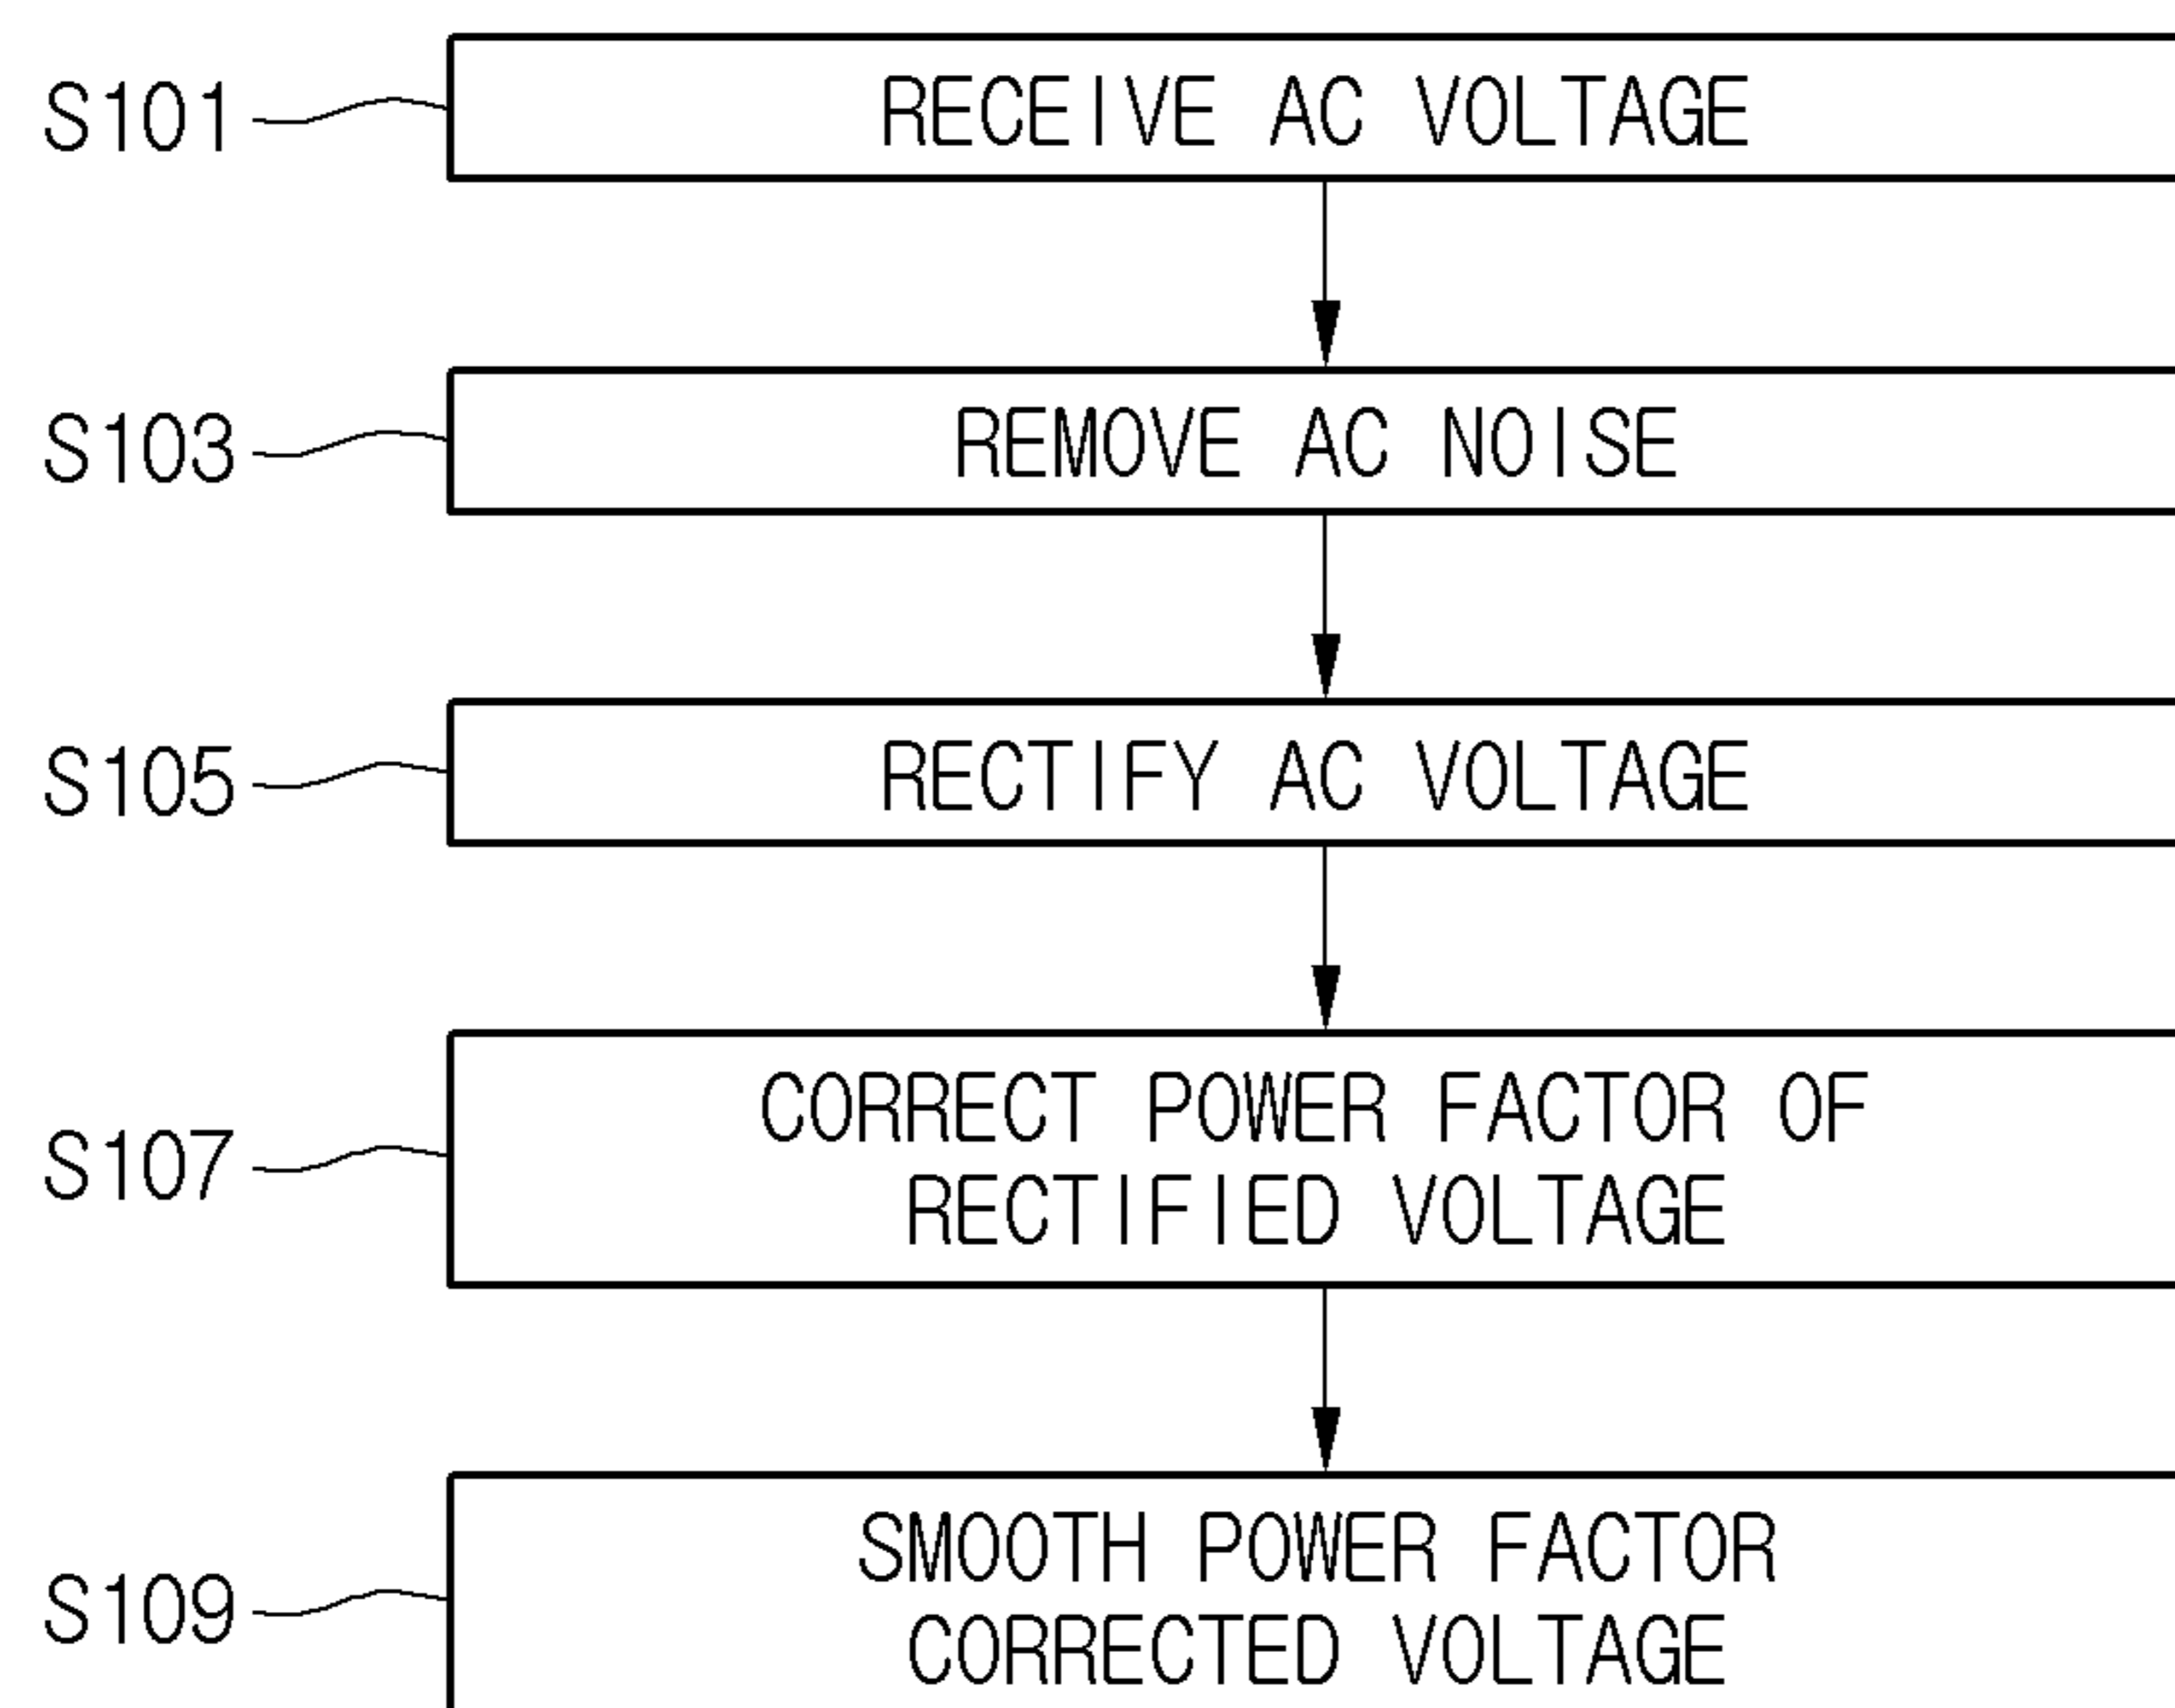 S101
RECEIVE AC VOLTAGE
S103
REMOVE AC NOISE
S105
RECTIFY AC VOLTAGE
S107
CORRECT POWER FACTOR OF
RECTIFIED VOLTAGE
S109
SMOOTH POWER FACTOR
CORRECTED VOLTAGE